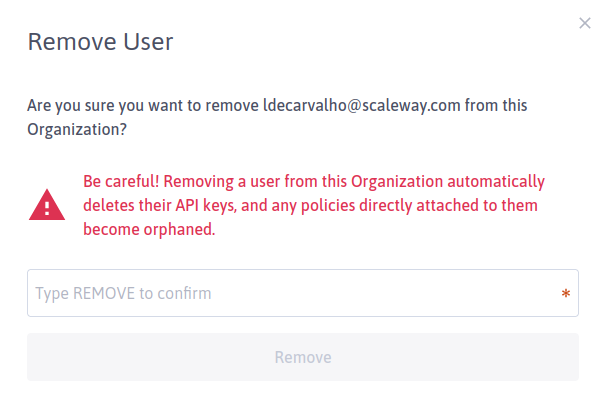 Remove User
Are you sure you want to remove ldecarvalho@scaleway.com from this
Organization?
Be careful! Removing a user from this Organization automatically
deletes their API keys, and any policies directly attached to them
become orphaned.
Type REMOVE to confirm *
Remove